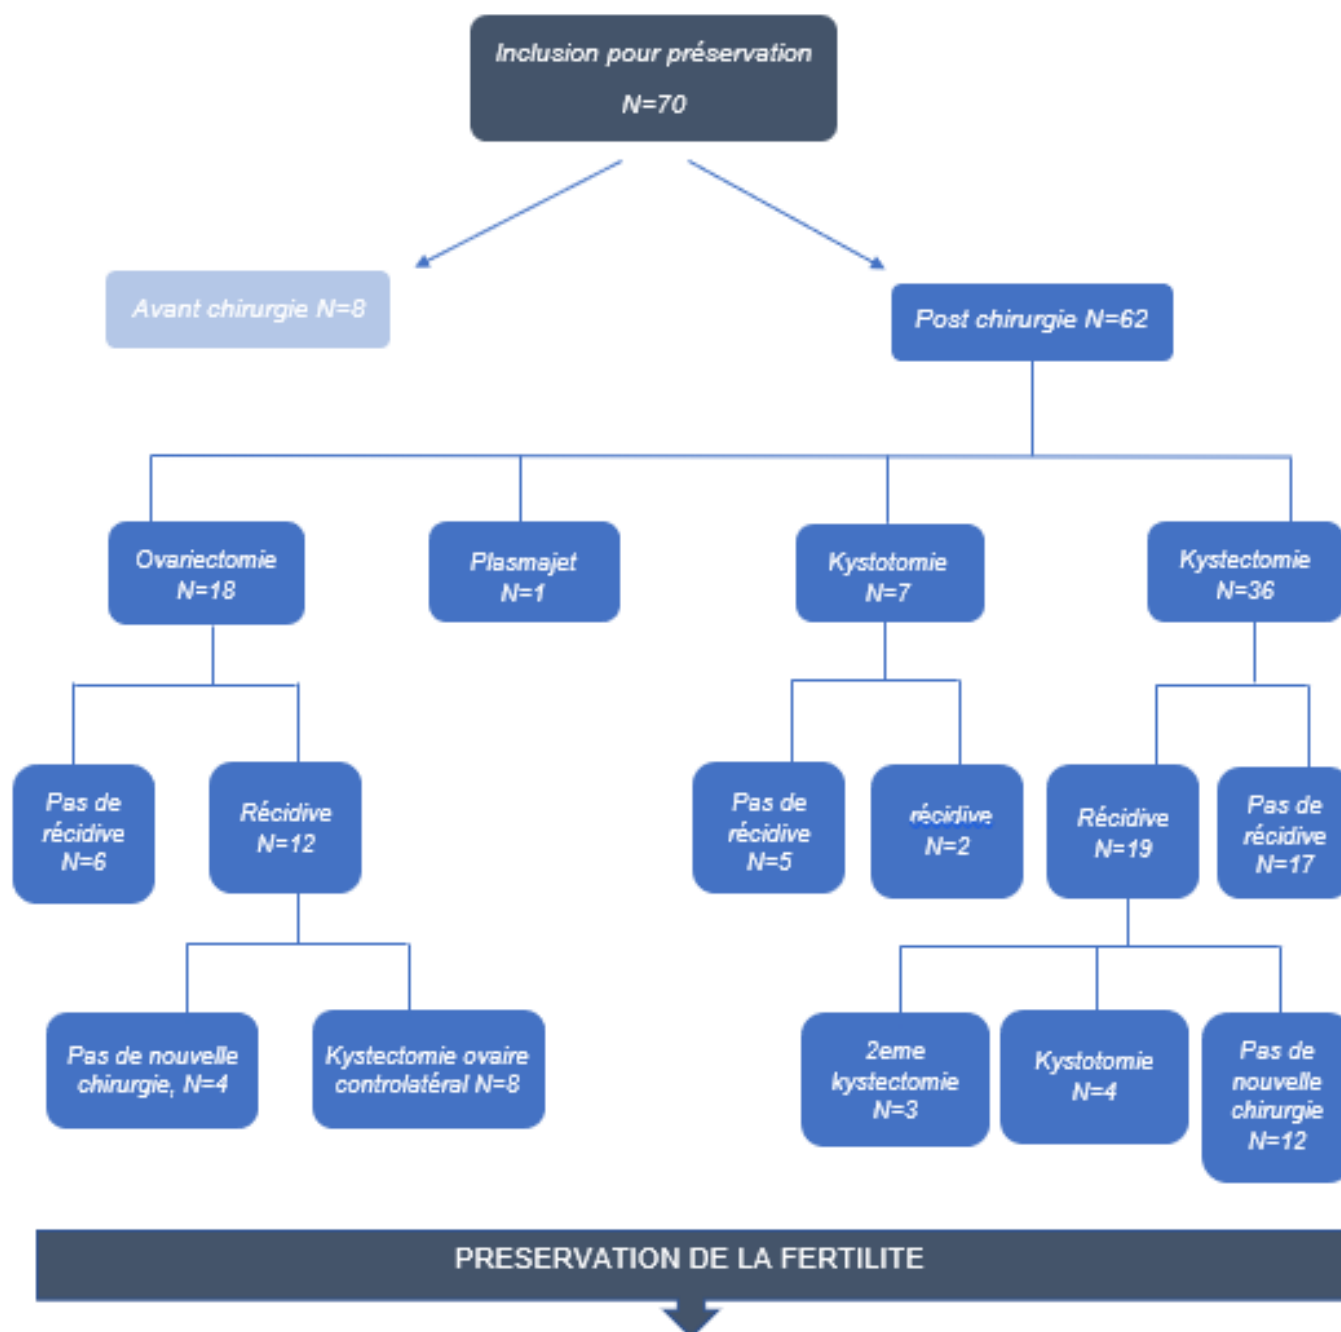 Inclusion pour préservation
N=70
Avant chirurgie N=8
Post chirurgie N=62
Ovariectomie
N=18
Plasmajet
N=1
Kystotomie
N=7
Kystectomie
N=36
Pas de
récidive
N=6
Récidive
N=12
Pas de
récidive
N=5
récidive
N=2
Récidive
N=19
Pas de
récidive
N=17
Pas de nouvelle
chirurgie, N=4
Kystectomie ovaire
controlatéral N=8
2eme
kystectomie
N=3
Kystotomie
N=4
Pas de
nouvelle
chirurgie
N=12
PRESERVATION DE LA FERTILITE